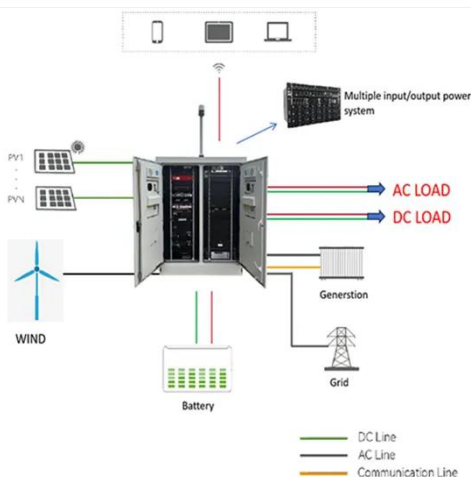 Multiple input/output power
system
PV1
PVN
AC LOAD
DC LOAD
WIND
Generstion
Battery
Grid
DC Line
AC Line
Communication Line